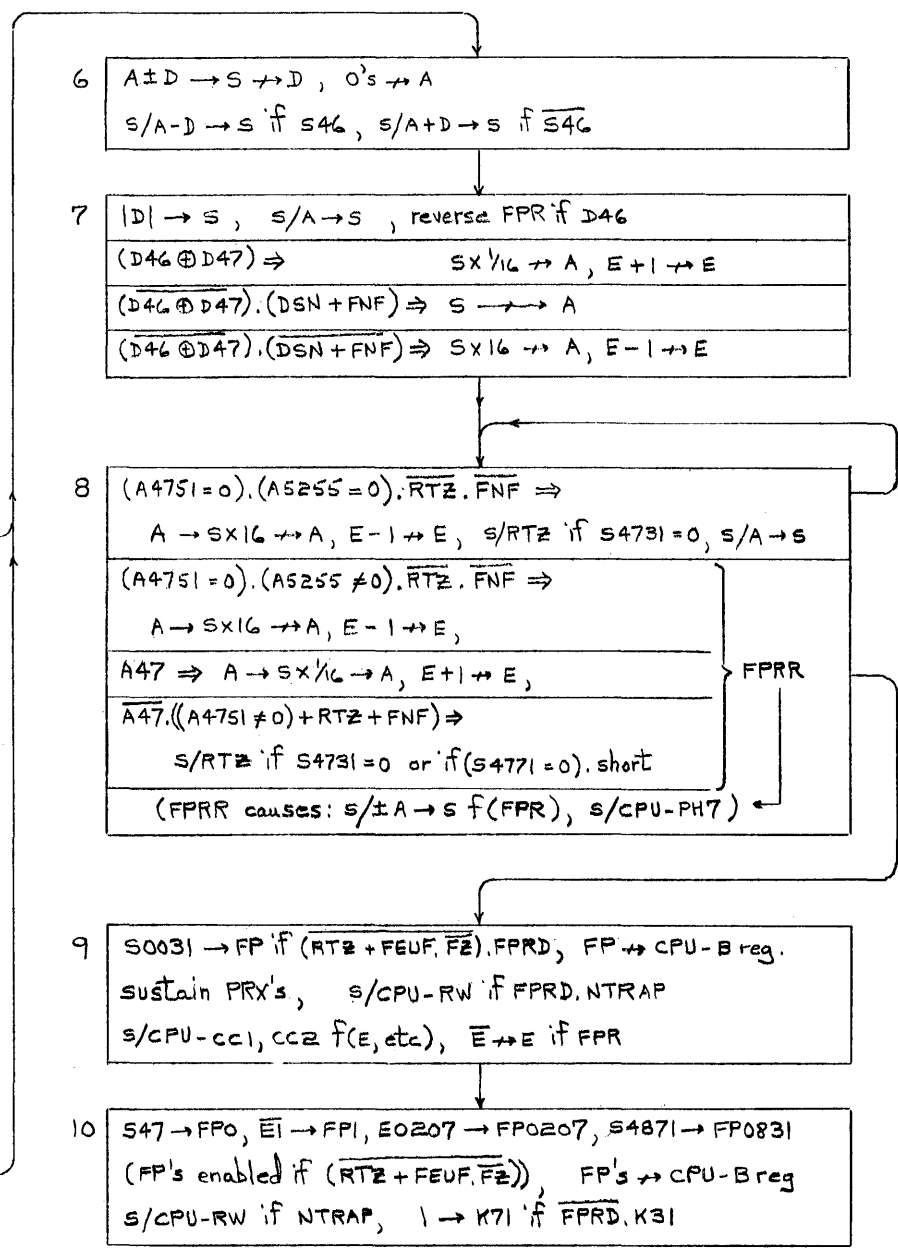 6 A±D → S ↛ D , 0's ↛ A
S/A-D → S if S46 , S/A+D → S if S̅4̅6̅
7 |D| → S , S/A → S , reverse FPR if D46
(D46 ⊕ D47) ⇒ S×1/16 ↛ A , E+1 ↛ E
(D̅4̅6̅ ̅⊕̅ ̅D̅4̅7̅).(DSN + FNF) ⇒ S ↛ A
(D̅4̅6̅ ̅⊕̅ ̅D̅4̅7̅).(D̅S̅N̅ ̅+̅ ̅F̅N̅F̅) ⇒ S×16 ↛ A, E-1 ↛ E
8 (A4751=0).(A5255=0).R̅T̅Z̅.F̅N̅F̅ ⇒
A → S×16 ↛ A, E-1 ↛ E, S/RTZ if S4731=0, S/A → S
(A4751=0).(A5255≠0).R̅T̅Z̅.F̅N̅F̅ ⇒
A → S×16 ↛ A, E-1 ↛ E,
A47 ⇒ A → S×1/16 → A, E+1 ↛ E,
FPRR
A̅4̅7̅.((A4751≠0)+RTZ+FNF) ⇒
S/RTZ if S4731=0 or if (S4771=0).short
(FPRR causes: S/±A → S f(FPR), S/CPU-PH7)
9 S0031 → FP if (R̅T̅Z̅ ̅+̅ ̅F̅E̅U̅F̅.̅F̅Z̅).FPRD, FP ↛ CPU-B reg.
sustain PRX's, S/CPU-RW if FPRD.NTRAP
S/CPU-CC1, CC2 f(E, etc), E̅ ↛ E if FPR
10 S47 → FP0, E̅1̅ → FP1, E0207 → FP0207, S4871 → FP0831
(FP's enabled if (R̅T̅Z̅ ̅+̅ ̅F̅E̅U̅F̅.̅F̅Z̅)), FP's ↛ CPU-B reg
S/CPU-RW if NTRAP, 1 → K71 if F̅P̅R̅D̅.K31